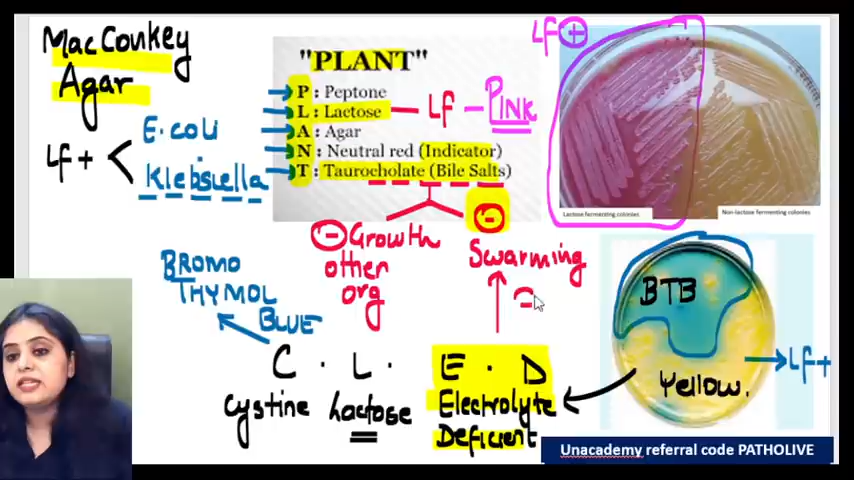 MacConkey
Agar
LF+ <
E.coli
Klebsiella
"PLANT"
P : Peptone
L : Lactose
A : Agar
N : Neutral red (Indicator)
T : Taurocholate (Bile Salts)
LF - PINK
LF +
Lactose fermenting colonies
Non-lactose fermenting colonies
(-) Growth
other
org
(-)
Swarming
BROMO
THYMOL
BLUE
C . L . E . D
Cystine Lactose Electrolyte
Deficient
BTB
Yellow.
LF+
Unacademy referral code PATHOLIVE